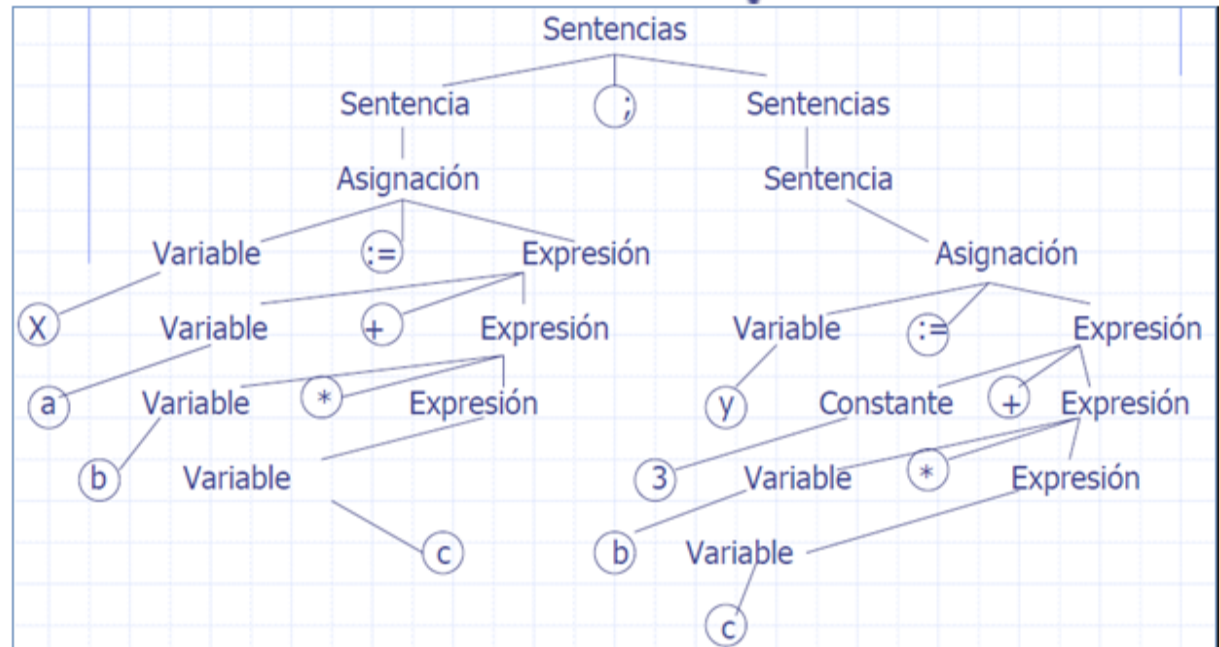 Sentencias
Sentencia ; Sentencias
Asignación Sentencia
Variable := Expresión Asignación
X Variable + Expresión Variable := Expresión
a Variable * Expresión y Constante + Expresión
b Variable 3 Variable * Expresión
c b Variable
c